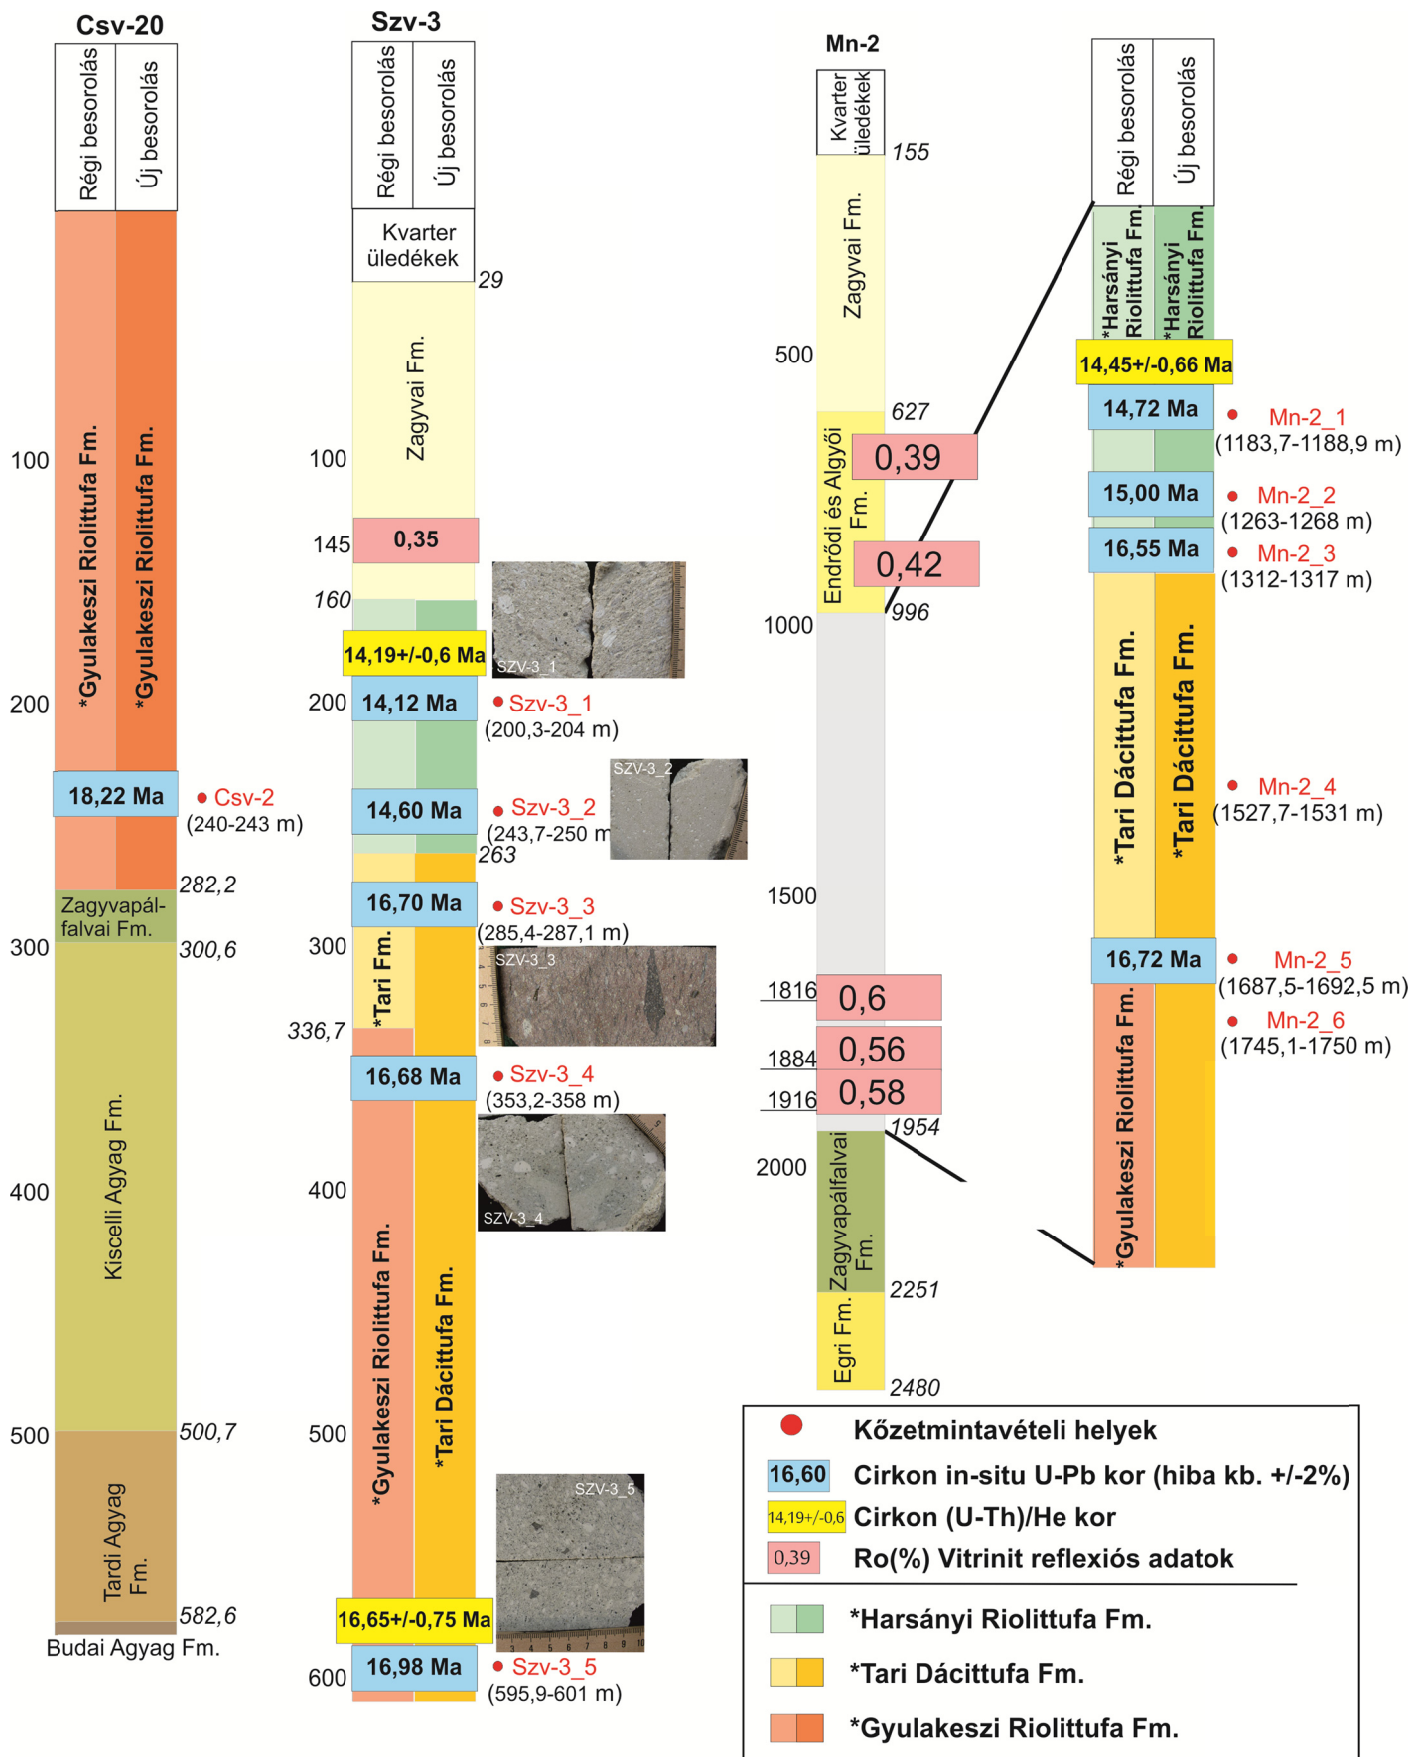 Csv-20
Régi besorolás
Új besorolás
*Gyulakeszi Riolittufa Fm.
*Gyulakeszi Riolittufa Fm.
100
200
18,22 Ma
Csv-2
(240-243 m)
282,2
Zagyvapál-
falvai Fm.
300
300,6
Kiscelli Agyag Fm.
400
500
500,7
Tardi Agyag
Fm.
582,6
Budai Agyag Fm.
Szv-3
Régi besorolás
Új besorolás
Kvarter
üledékek
29
Zagyvai Fm.
100
145
0,35
160
SZV-3_1
14,19+/-0,6 Ma
200
14,12 Ma
Szv-3_1
(200,3-204 m)
SZV-3_2
14,60 Ma
Szv-3_2
(243,7-250 m
263
16,70 Ma
Szv-3_3
(285,4-287,1 m)
300
*Tari Fm.
SZV-3_3
336,7
16,68 Ma
Szv-3_4
(353,2-358 m)
SZV-3_4
400
*Gyulakeszi Riolittufa Fm.
*Tari Dácittufa Fm.
500
SZV-3_5
16,65+/-0,75 Ma
600
16,98 Ma
Szv-3_5
(595,9-601 m)
Mn-2
Kvarter
üledékek
155
Zagyvai Fm.
500
627
Endrődi és Algyői
Fm.
0,39
0,42
996
1000
1500
1816
0,6
1884
0,56
1916
0,58
1954
2000
Zagyvapálfalvai
Fm.
2251
Egri Fm.
2480
Régi besorolás
Új besorolás
*Harsányi
Riolittufa Fm.
*Harsányi
Riolittufa Fm.
14,45+/-0,66 Ma
14,72 Ma
Mn-2_1
(1183,7-1188,9 m)
15,00 Ma
Mn-2_2
(1263-1268 m)
16,55 Ma
Mn-2_3
(1312-1317 m)
*Tari Dácittufa Fm.
*Tari Dácittufa Fm.
Mn-2_4
(1527,7-1531 m)
16,72 Ma
Mn-2_5
(1687,5-1692,5 m)
Mn-2_6
(1745,1-1750 m)
*Gyulakeszi Riolittufa Fm.
Kőzetmintavételi helyek
16,60 Cirkon in-situ U-Pb kor (hiba kb. +/-2%)
14,19+/-0,6 Cirkon (U-Th)/He kor
0,39 Ro(%) Vitrinit reflexiós adatok
*Harsányi Riolittufa Fm.
*Tari Dácittufa Fm.
*Gyulakeszi Riolittufa Fm.